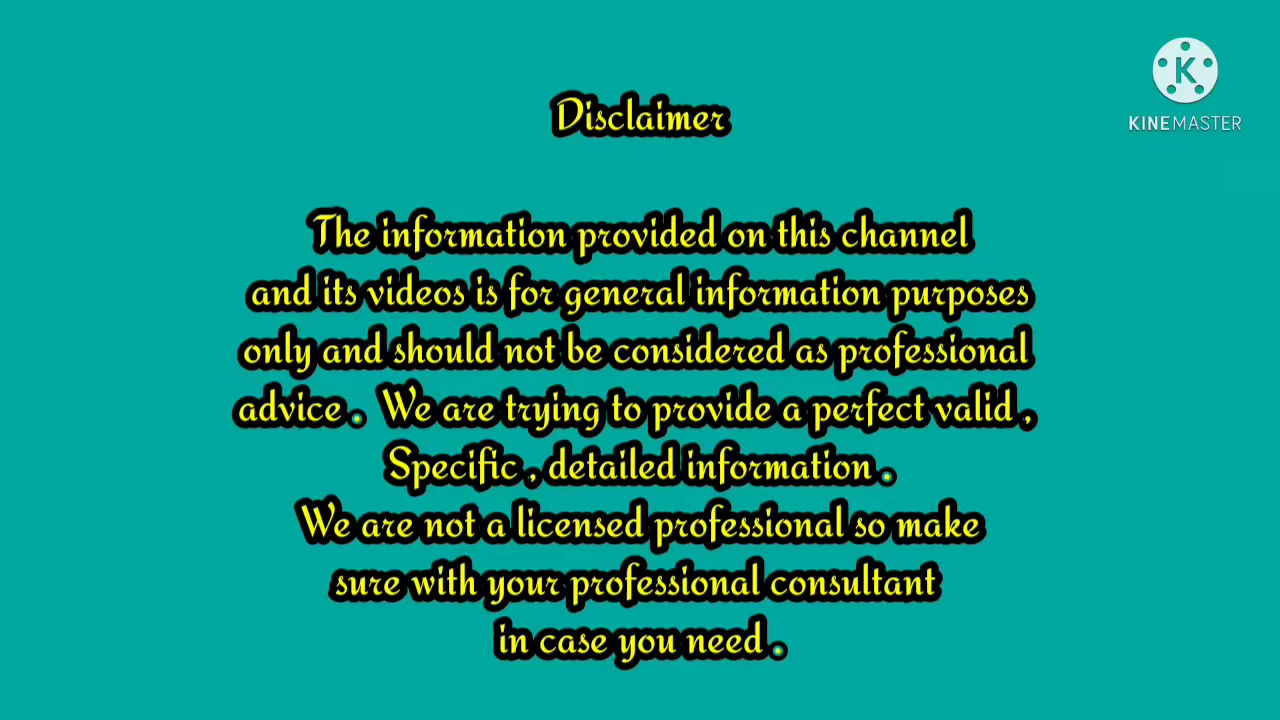 Disclaimer
KINEMASTER
The information provided on this channel
and its videos is for general information purposes
only and should not be considered as professional
advice . We are trying to provide a perfect valid ,
Specific , detailed information .
We are not a licensed professional so make
sure with your professional consultant
in case you need .